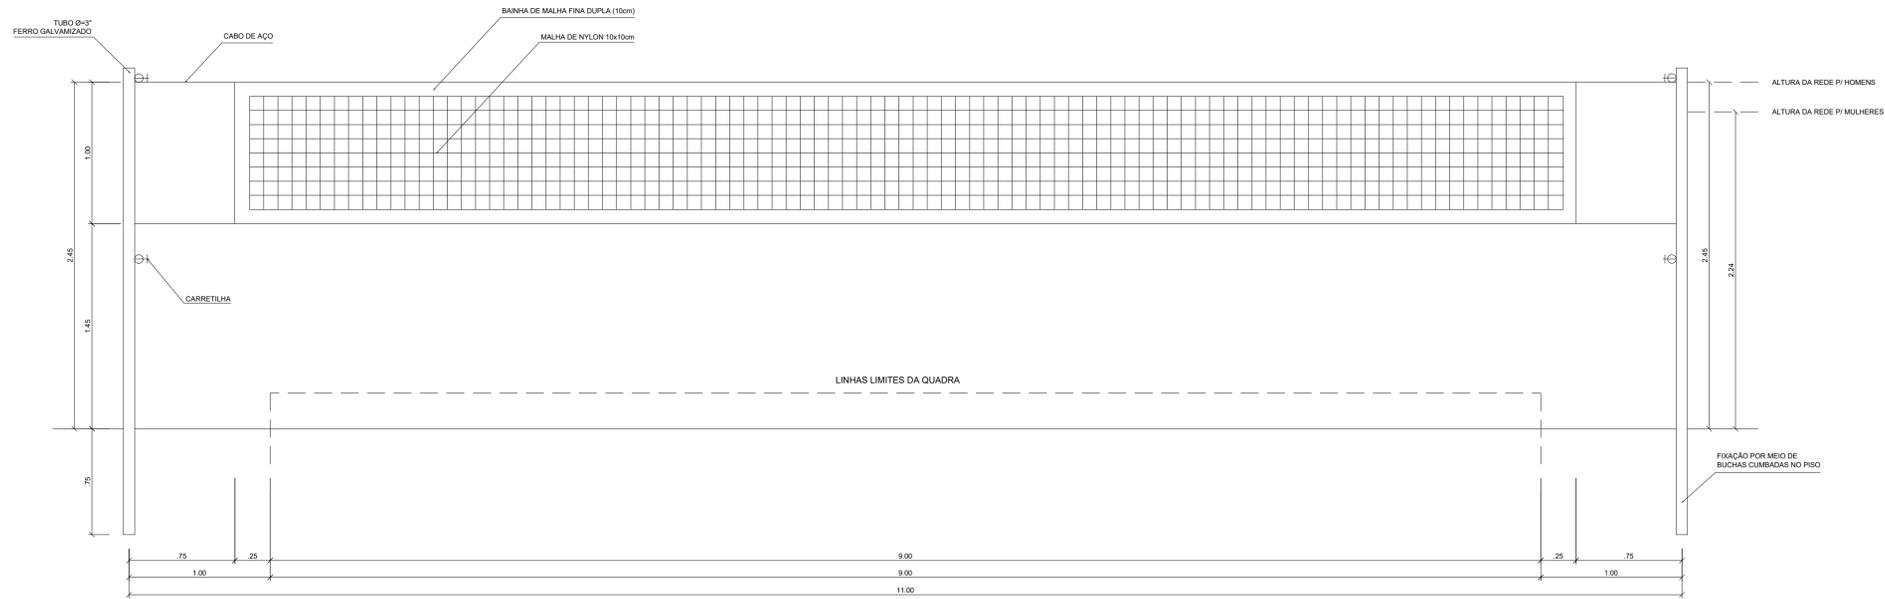 BAINHA DE MALHA FINA DUPLA (10cm)
TUBO Ø=3"
FERRO GALVAMIZADO
CABO DE AÇO
MALHA DE NYLON 10x10cm
ALTURA DA REDE P/ HOMENS
ALTURA DA REDE P/ MULHERES
1.00
2.45
2.45
2.24
CARRETILHA
1.45
LINHAS LIMITES DA QUADRA
FIXAÇÃO POR MEIO DE
BUCHAS CUMBADAS NO PISO
.75
.75
.25
9.00
.25
.75
1.00
9.00
1.00
11.00